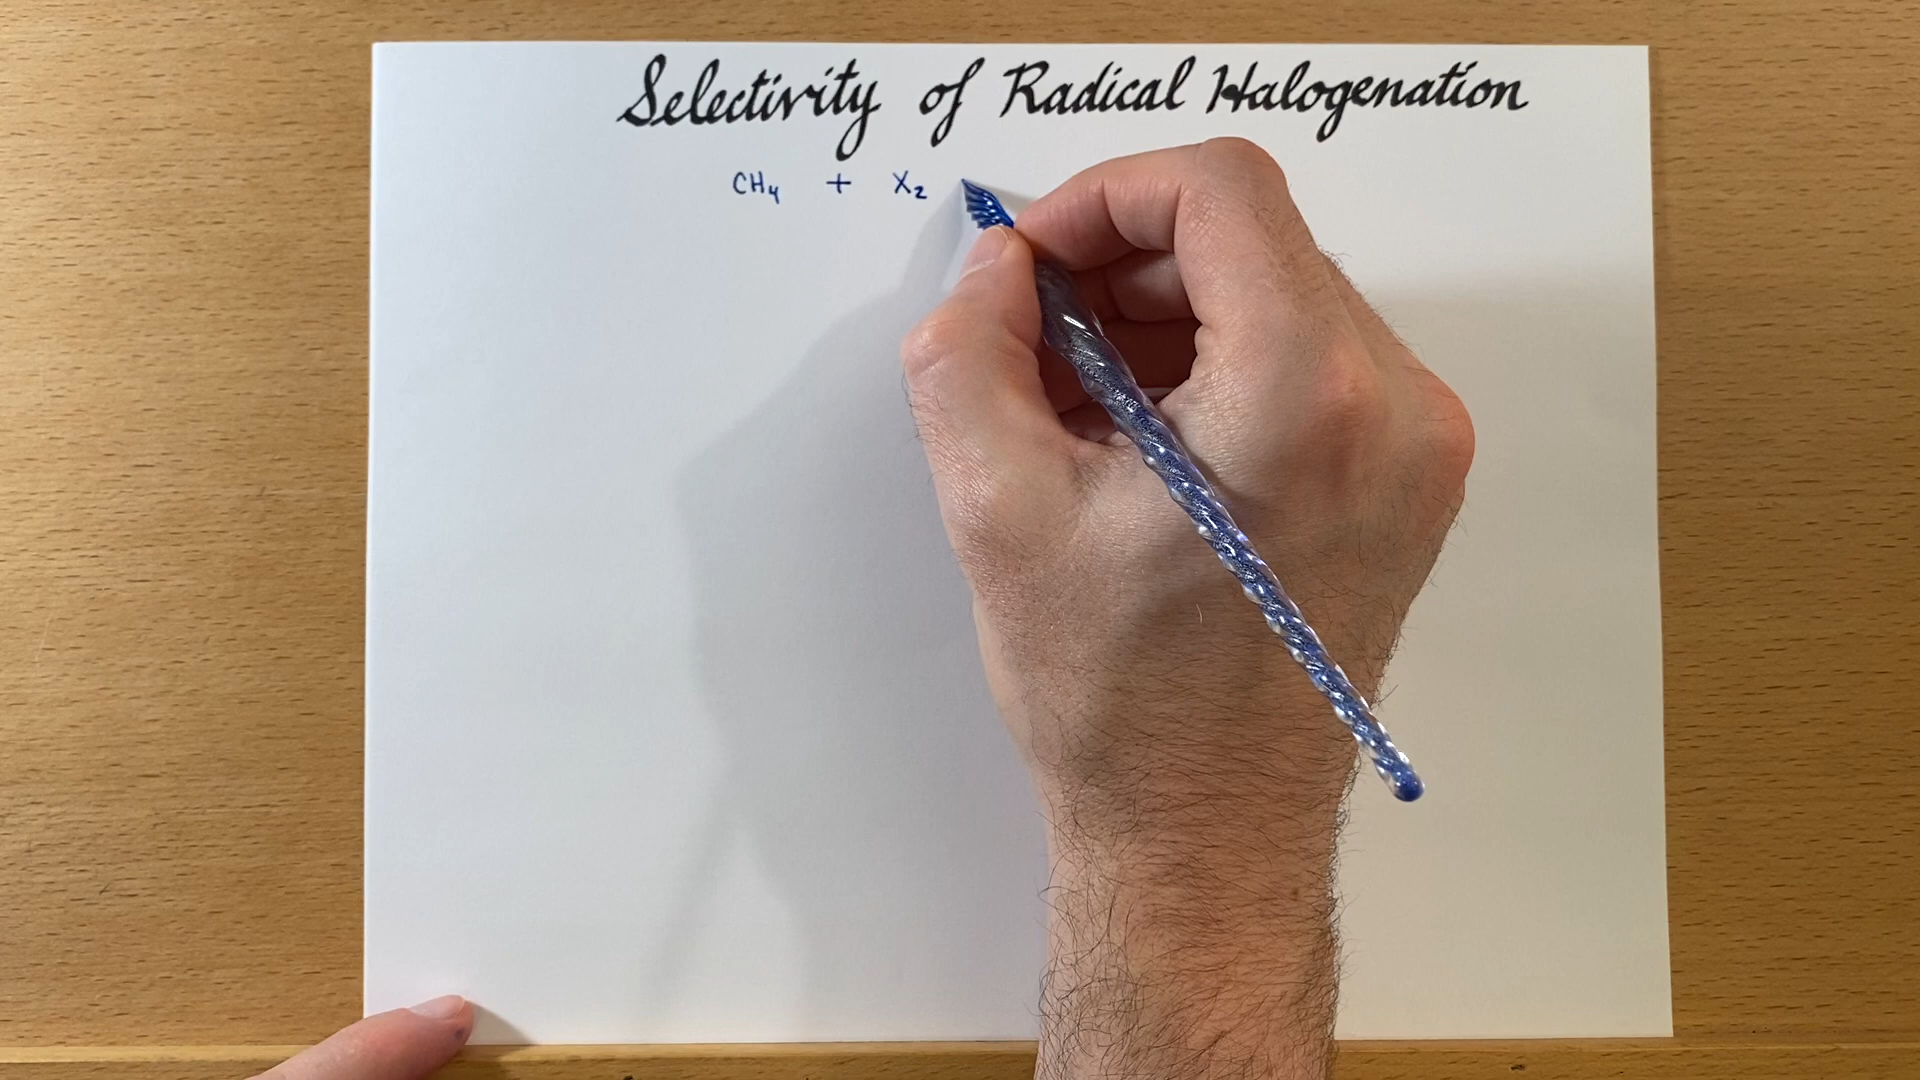 Selectivity of Radical Halogenation
CH₄ + X₂